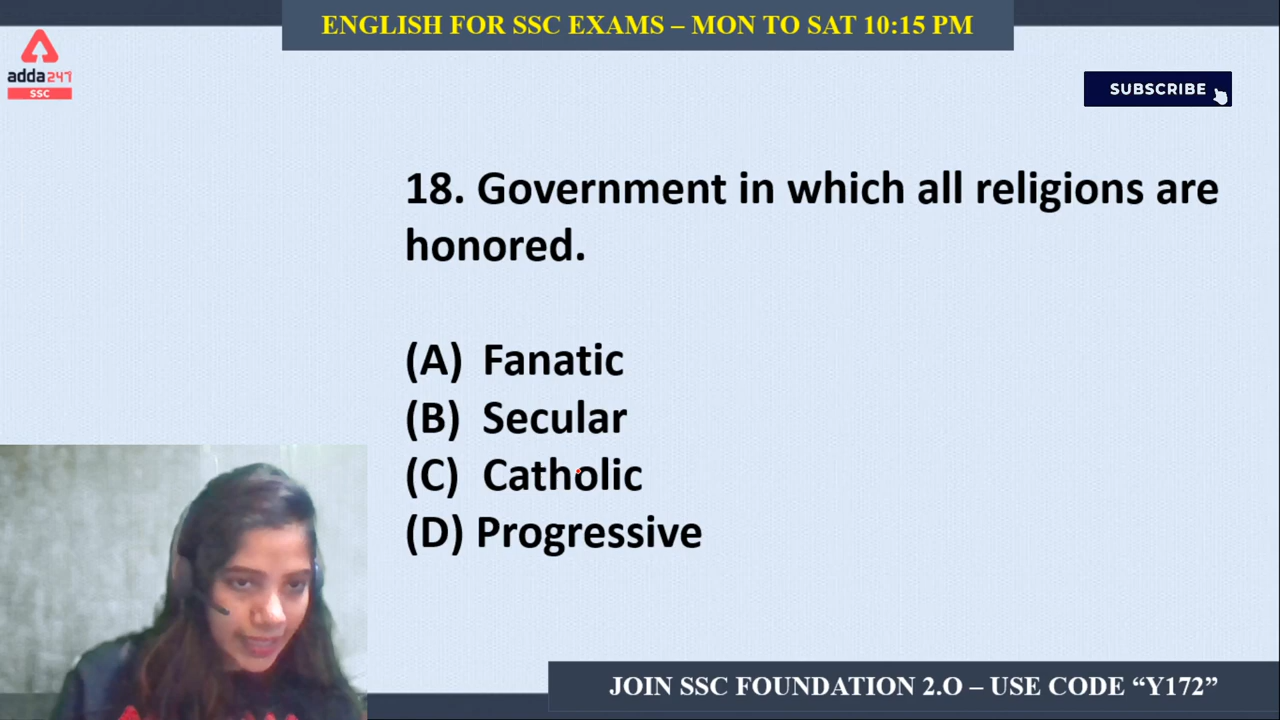 ENGLISH FOR SSC EXAMS – MON TO SAT 10:15 PM
adda247
SSC
SUBSCRIBE
18. Government in which all religions are
honored.
(A) Fanatic
(B) Secular
(C) Catholic
(D) Progressive
JOIN SSC FOUNDATION 2.O – USE CODE “Y172”